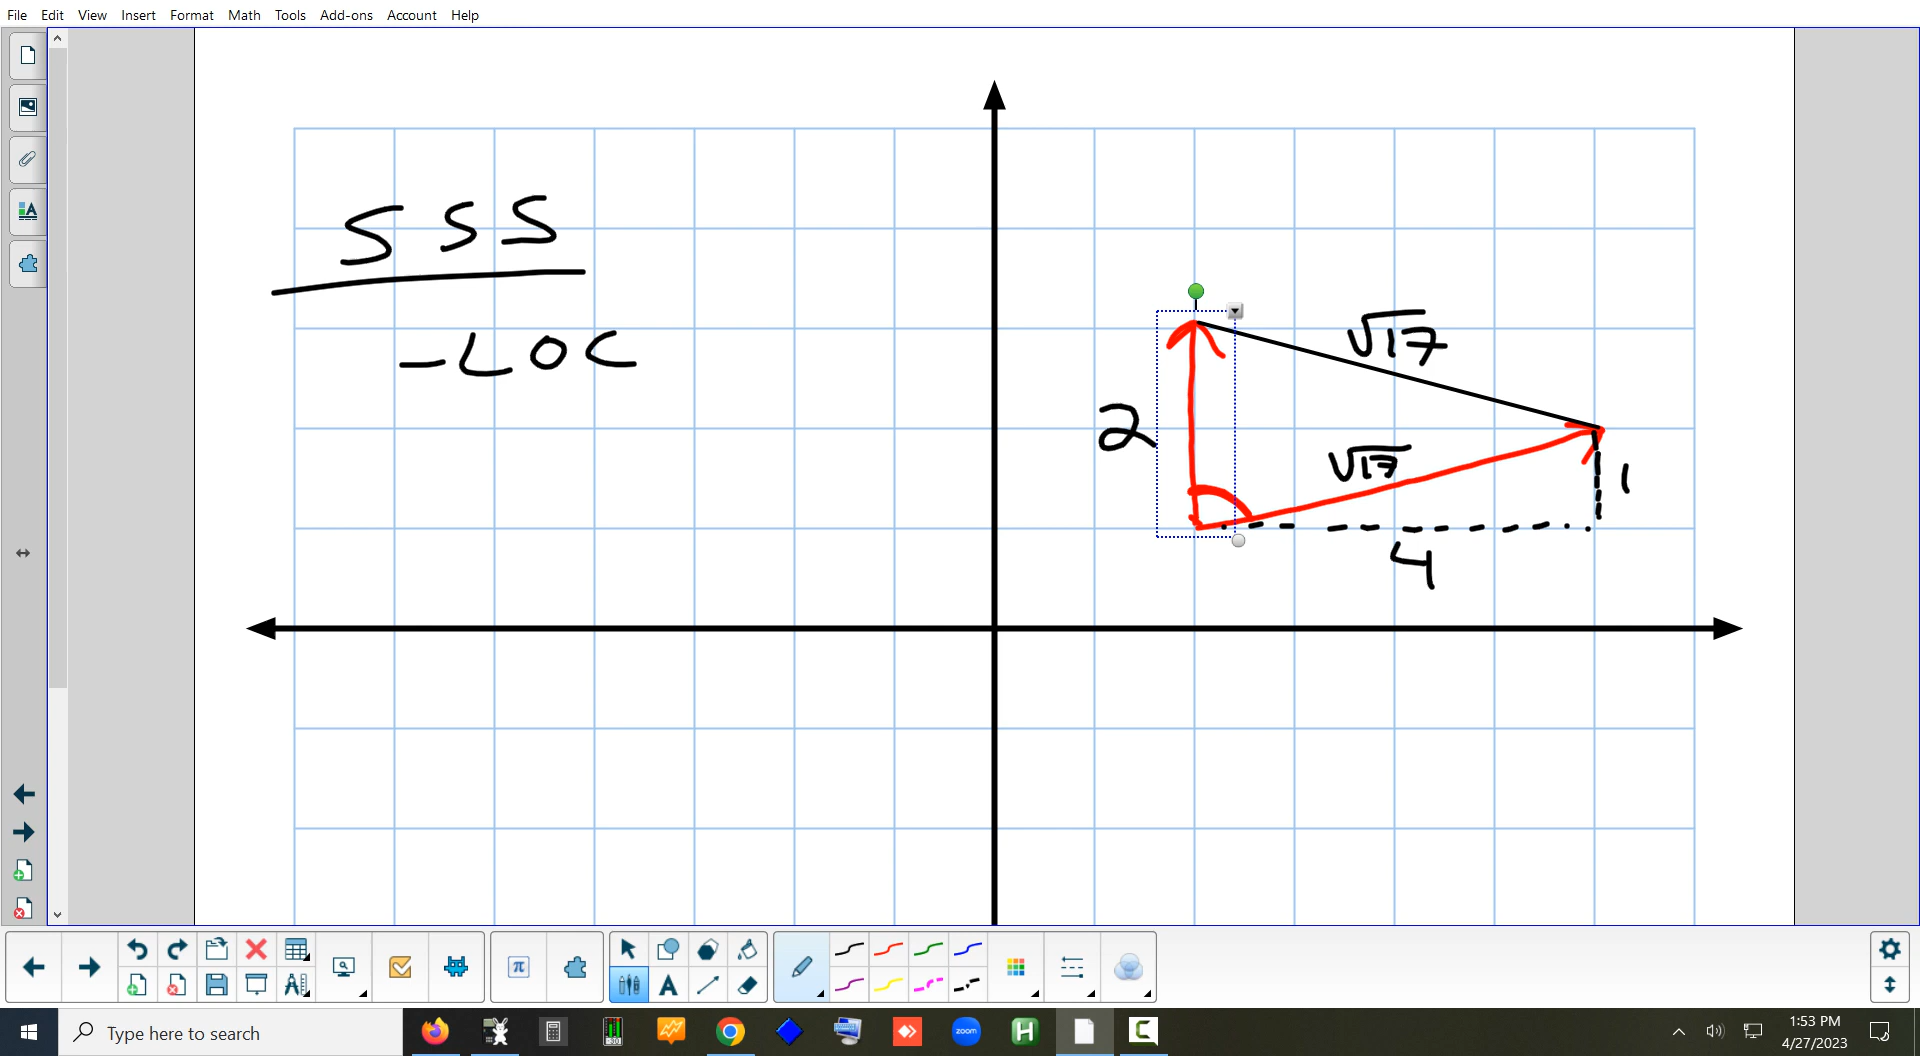 File Edit View Insert Format Math Tools Add-ons Account Help
SSS
-LOC
√17
2
√17
1
4
A
π
A
Type here to search
zoom
H
C
1:53 PM
4/27/2023